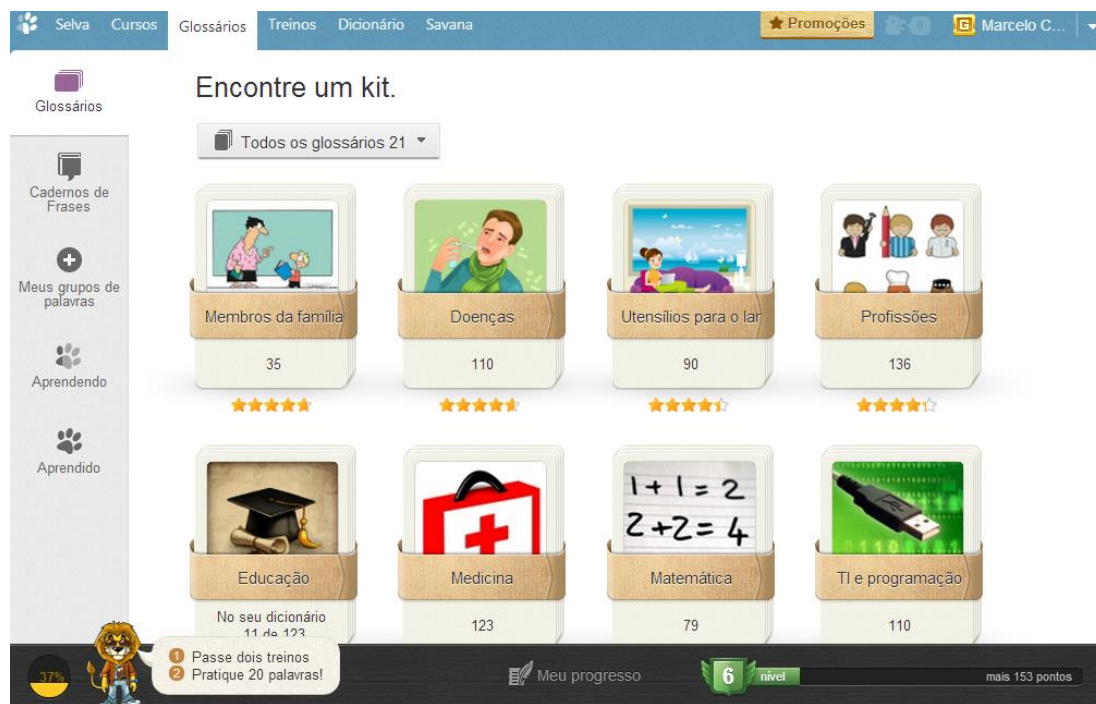 Selva Cursos Glossários Treinos Dicionário Savana Promoções G Marcelo C...
Glossários
Cadernos de
Frases
Meus grupos de
palavras
Aprendendo
Aprendido
Encontre um kit.
Todos os glossários 21
Membros da família
35
Doenças
110
Utensílios para o lar
90
Profissões
136
Educação
No seu dicionário
11 de 123
Medicina
123
1+1=2
2+2=4
Matemática
79
TI e programação
110
37%
1 Passe dois treinos
2 Pratique 20 palavras!
Meu progresso
6 nível
mais 153 pontos